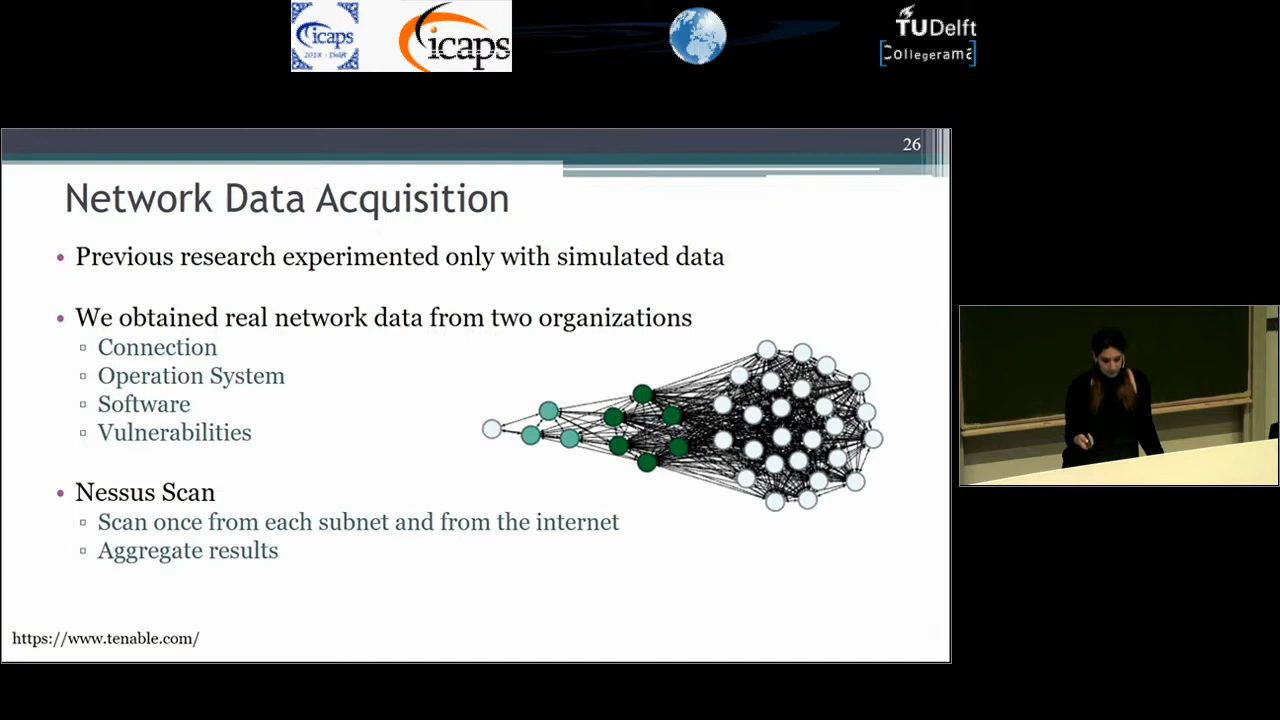 icaps
2018 - Delft
icaps
TUDelft
Collegerama
26
Network Data Acquisition
• Previous research experimented only with simulated data
• We obtained real network data from two organizations
▫ Connection
▫ Operation System
▫ Software
▫ Vulnerabilities
• Nessus Scan
▫ Scan once from each subnet and from the internet
▫ Aggregate results
https://www.tenable.com/